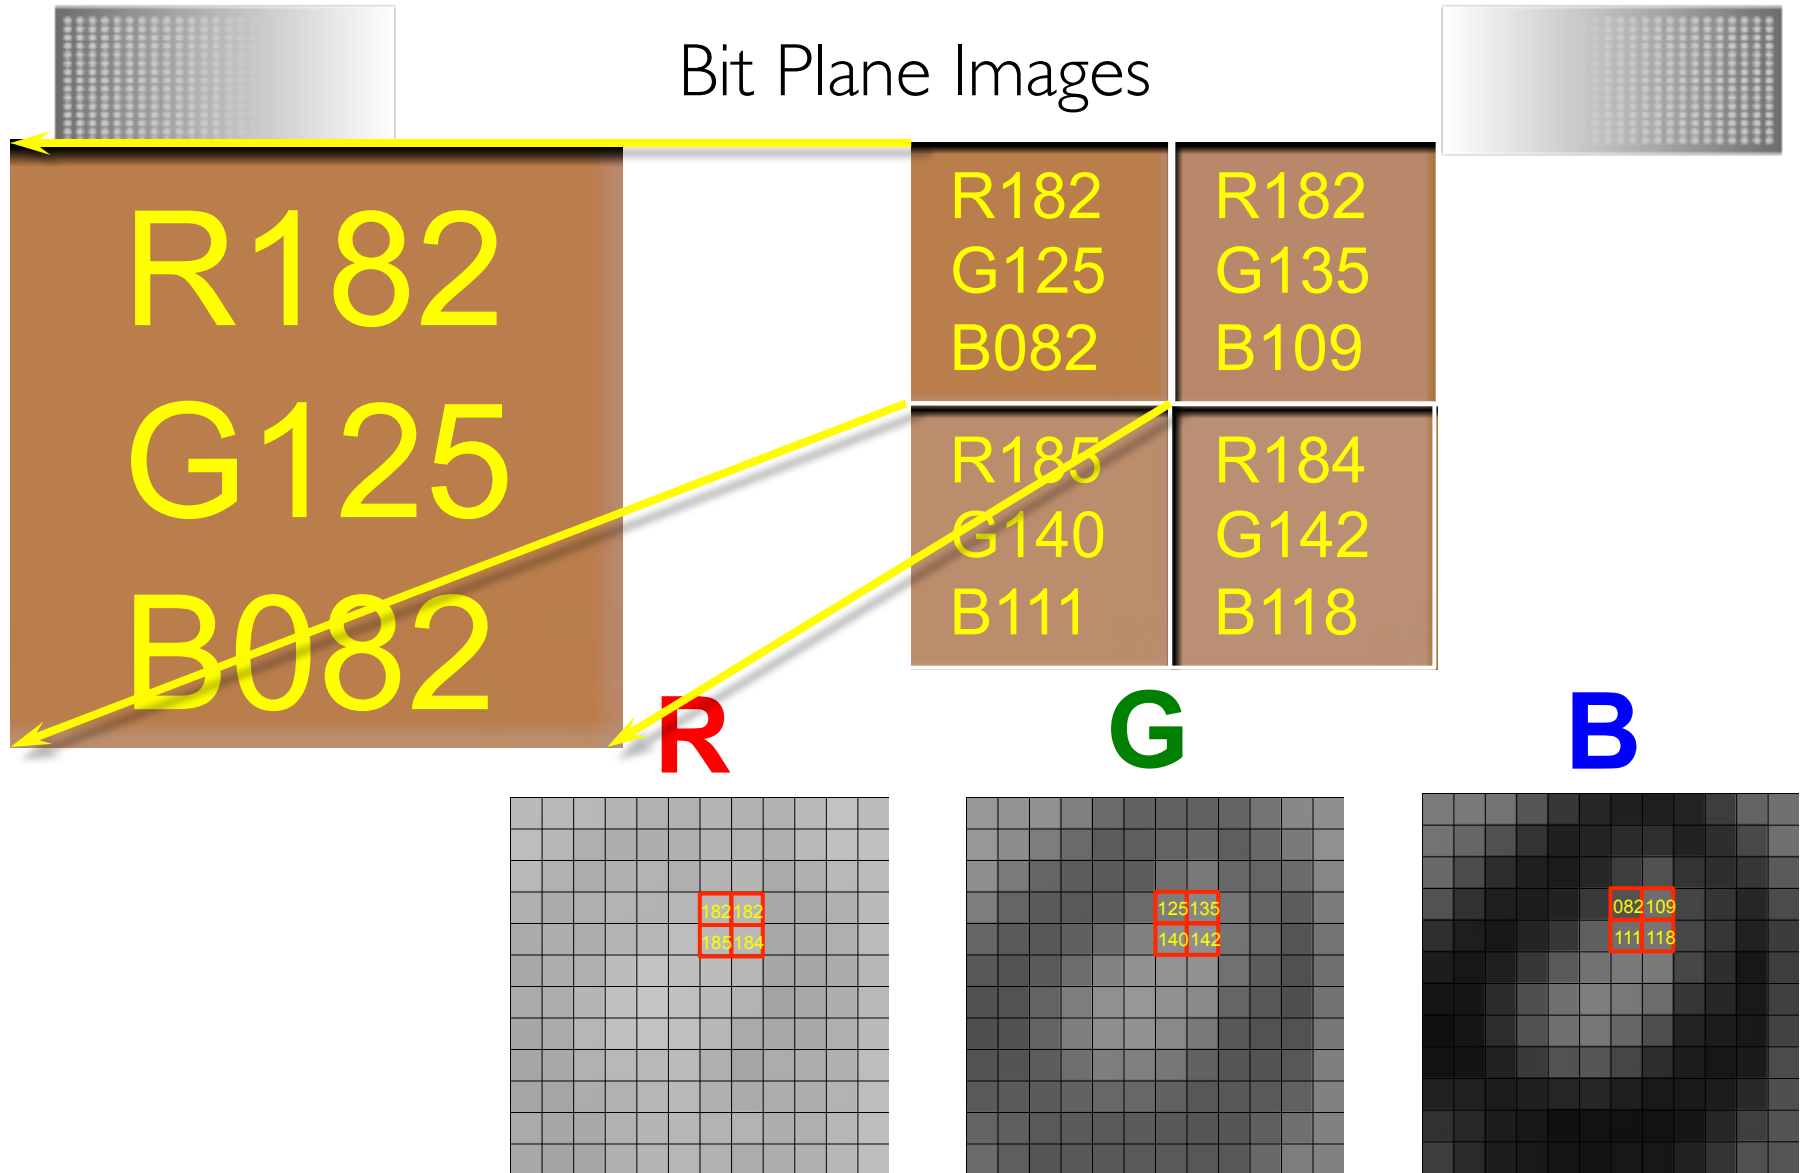 Bit Plane Images
R182
G125
B082
R182
G125
B082
R182
G135
B109
R185
G140
B111
R184
G142
B118
R
G
B
182 182
185 184
125 135
140 142
082 109
111 118